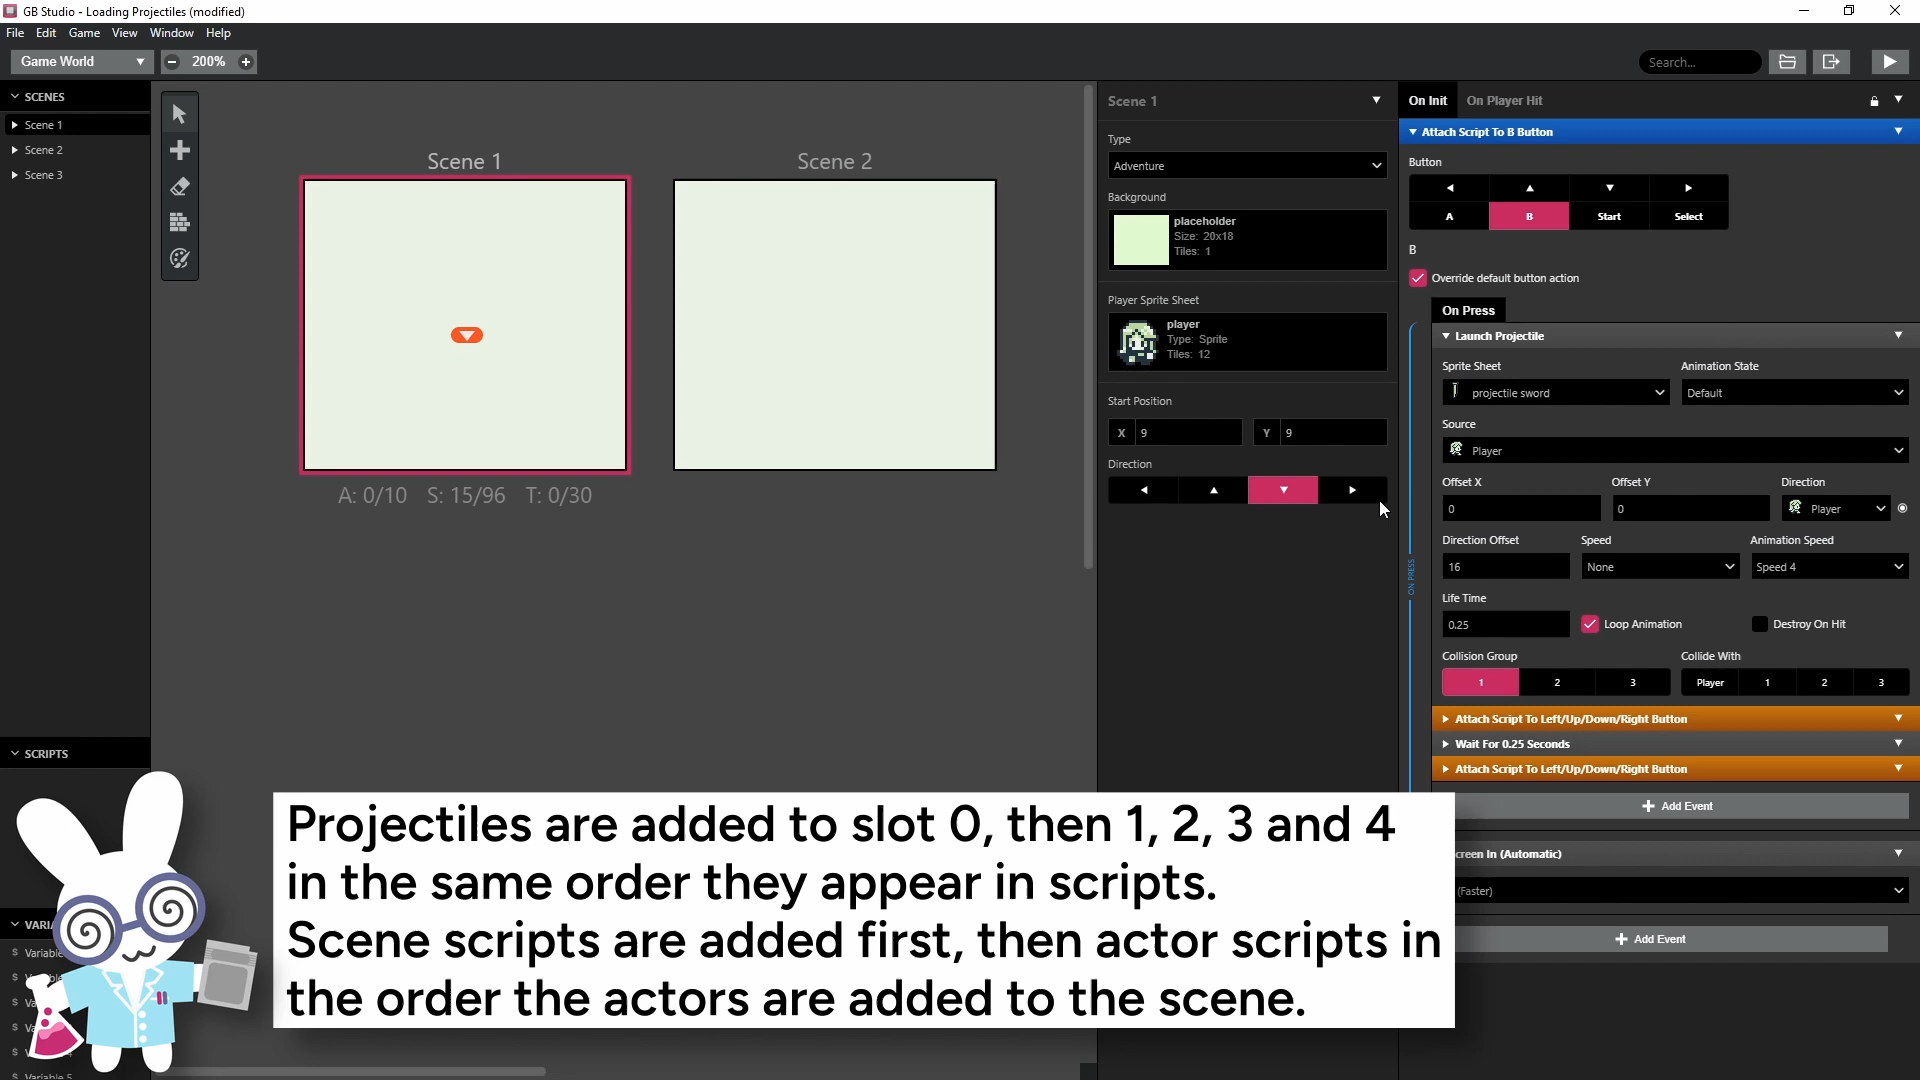 GB Studio - Loading Projectiles (modified)
File Edit Game View Window Help
Game World
200%
Search...
SCENES
Scene 1
Scene 2
Scene 3
SCRIPTS
Variable 5
Scene 1
Scene 2
A: 0/10 S: 15/96 T: 0/30
Scene 1
Type
Adventure
Background
placeholder
Size: 20x18
Tiles: 1
Player Sprite Sheet
player
Type: Sprite
Tiles: 12
Start Position
X 9 Y 9
Direction
On Init On Player Hit
Attach Script To B Button
Button
A B Start Select
B
Override default button action
On Press
ON PRESS
Launch Projectile
Sprite Sheet Animation State
projectile sword Default
Source
Player
Offset X Offset Y Direction
0 0 Player
Direction Offset Speed Animation Speed
16 None Speed 4
Life Time
0.25 Loop Animation Destroy On Hit
Collision Group Collide With
1 2 3 Player 1 2 3
Attach Script To Left/Up/Down/Right Button
Wait For 0.25 Seconds
Attach Script To Left/Up/Down/Right Button
Add Event
creen In (Automatic)
(Faster)
Add Event
Projectiles are added to slot 0, then 1, 2, 3 and 4
in the same order they appear in scripts.
Scene scripts are added first, then actor scripts in
the order the actors are added to the scene.